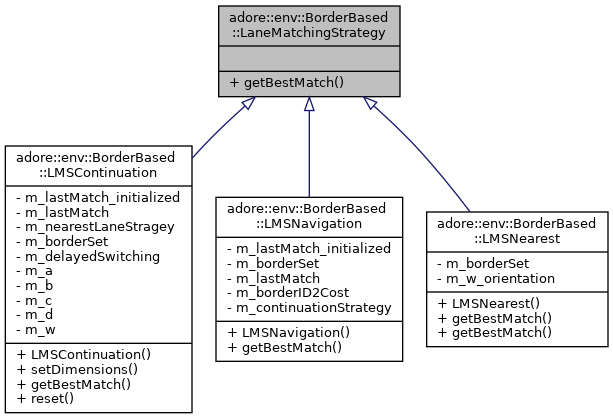 adore::env::BorderBased
::LaneMatchingStrategy
+ getBestMatch()
adore::env::BorderBased
::LMSContinuation
- m_lastMatch_initialized
- m_lastMatch
- m_nearestLaneStragey
- m_borderSet
- m_delayedSwitching
- m_a
- m_b
- m_c
- m_d
- m_w
+ LMSContinuation()
+ setDimensions()
+ getBestMatch()
+ reset()
adore::env::BorderBased
::LMSNavigation
- m_lastMatch_initialized
- m_borderSet
- m_lastMatch
- m_borderID2Cost
- m_continuationStrategy
+ LMSNavigation()
+ getBestMatch()
adore::env::BorderBased
::LMSNearest
- m_borderSet
- m_w_orientation
+ LMSNearest()
+ getBestMatch()
+ getBestMatch()